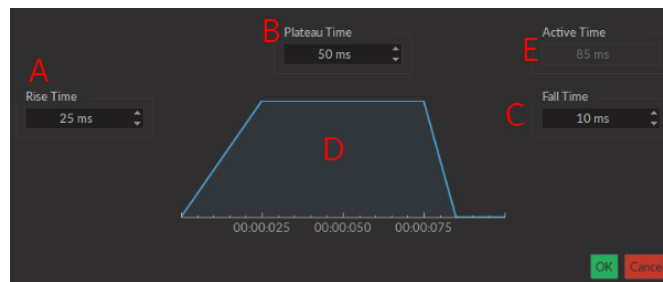 B
Plateau Time
50 ms
Active Time
E
85 ms
A
Rise Time
25 ms
Fall Time
C
10 ms
D
00:00:025 00:00:050 00:00:075
OK
Cance